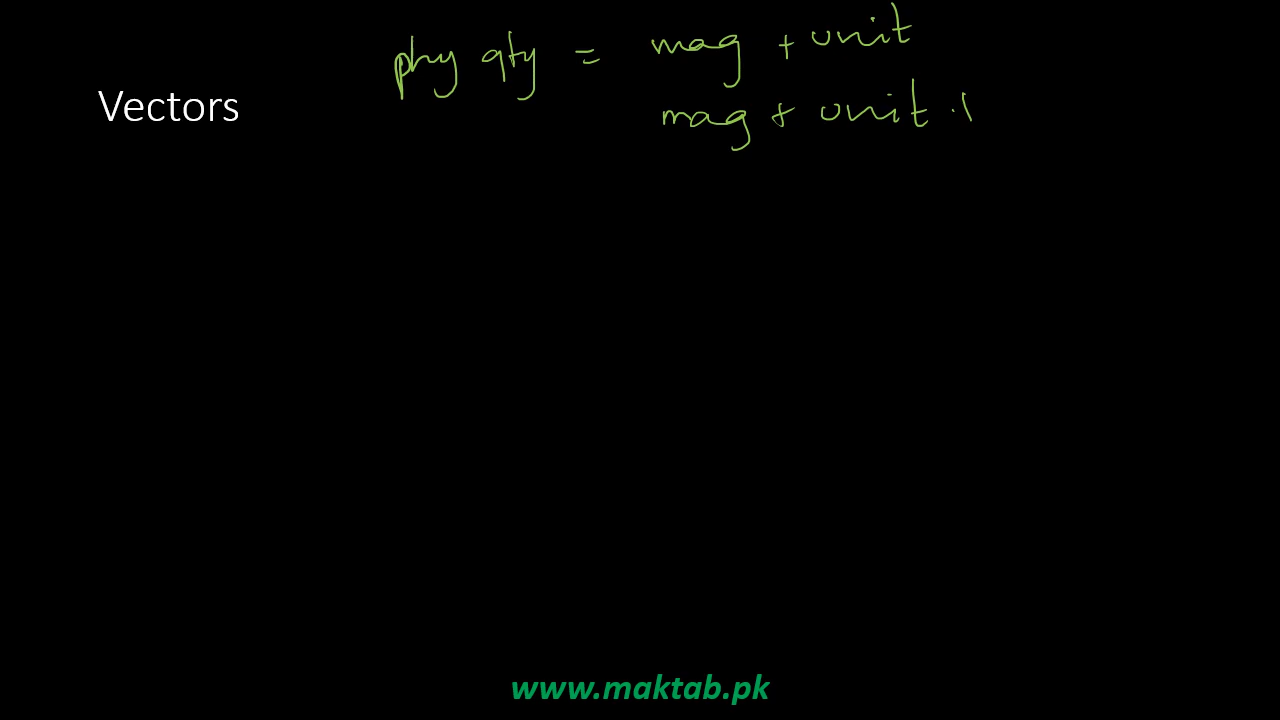 phy qty = mag + unit
Vectors
mag + unit
www.maktab.pk